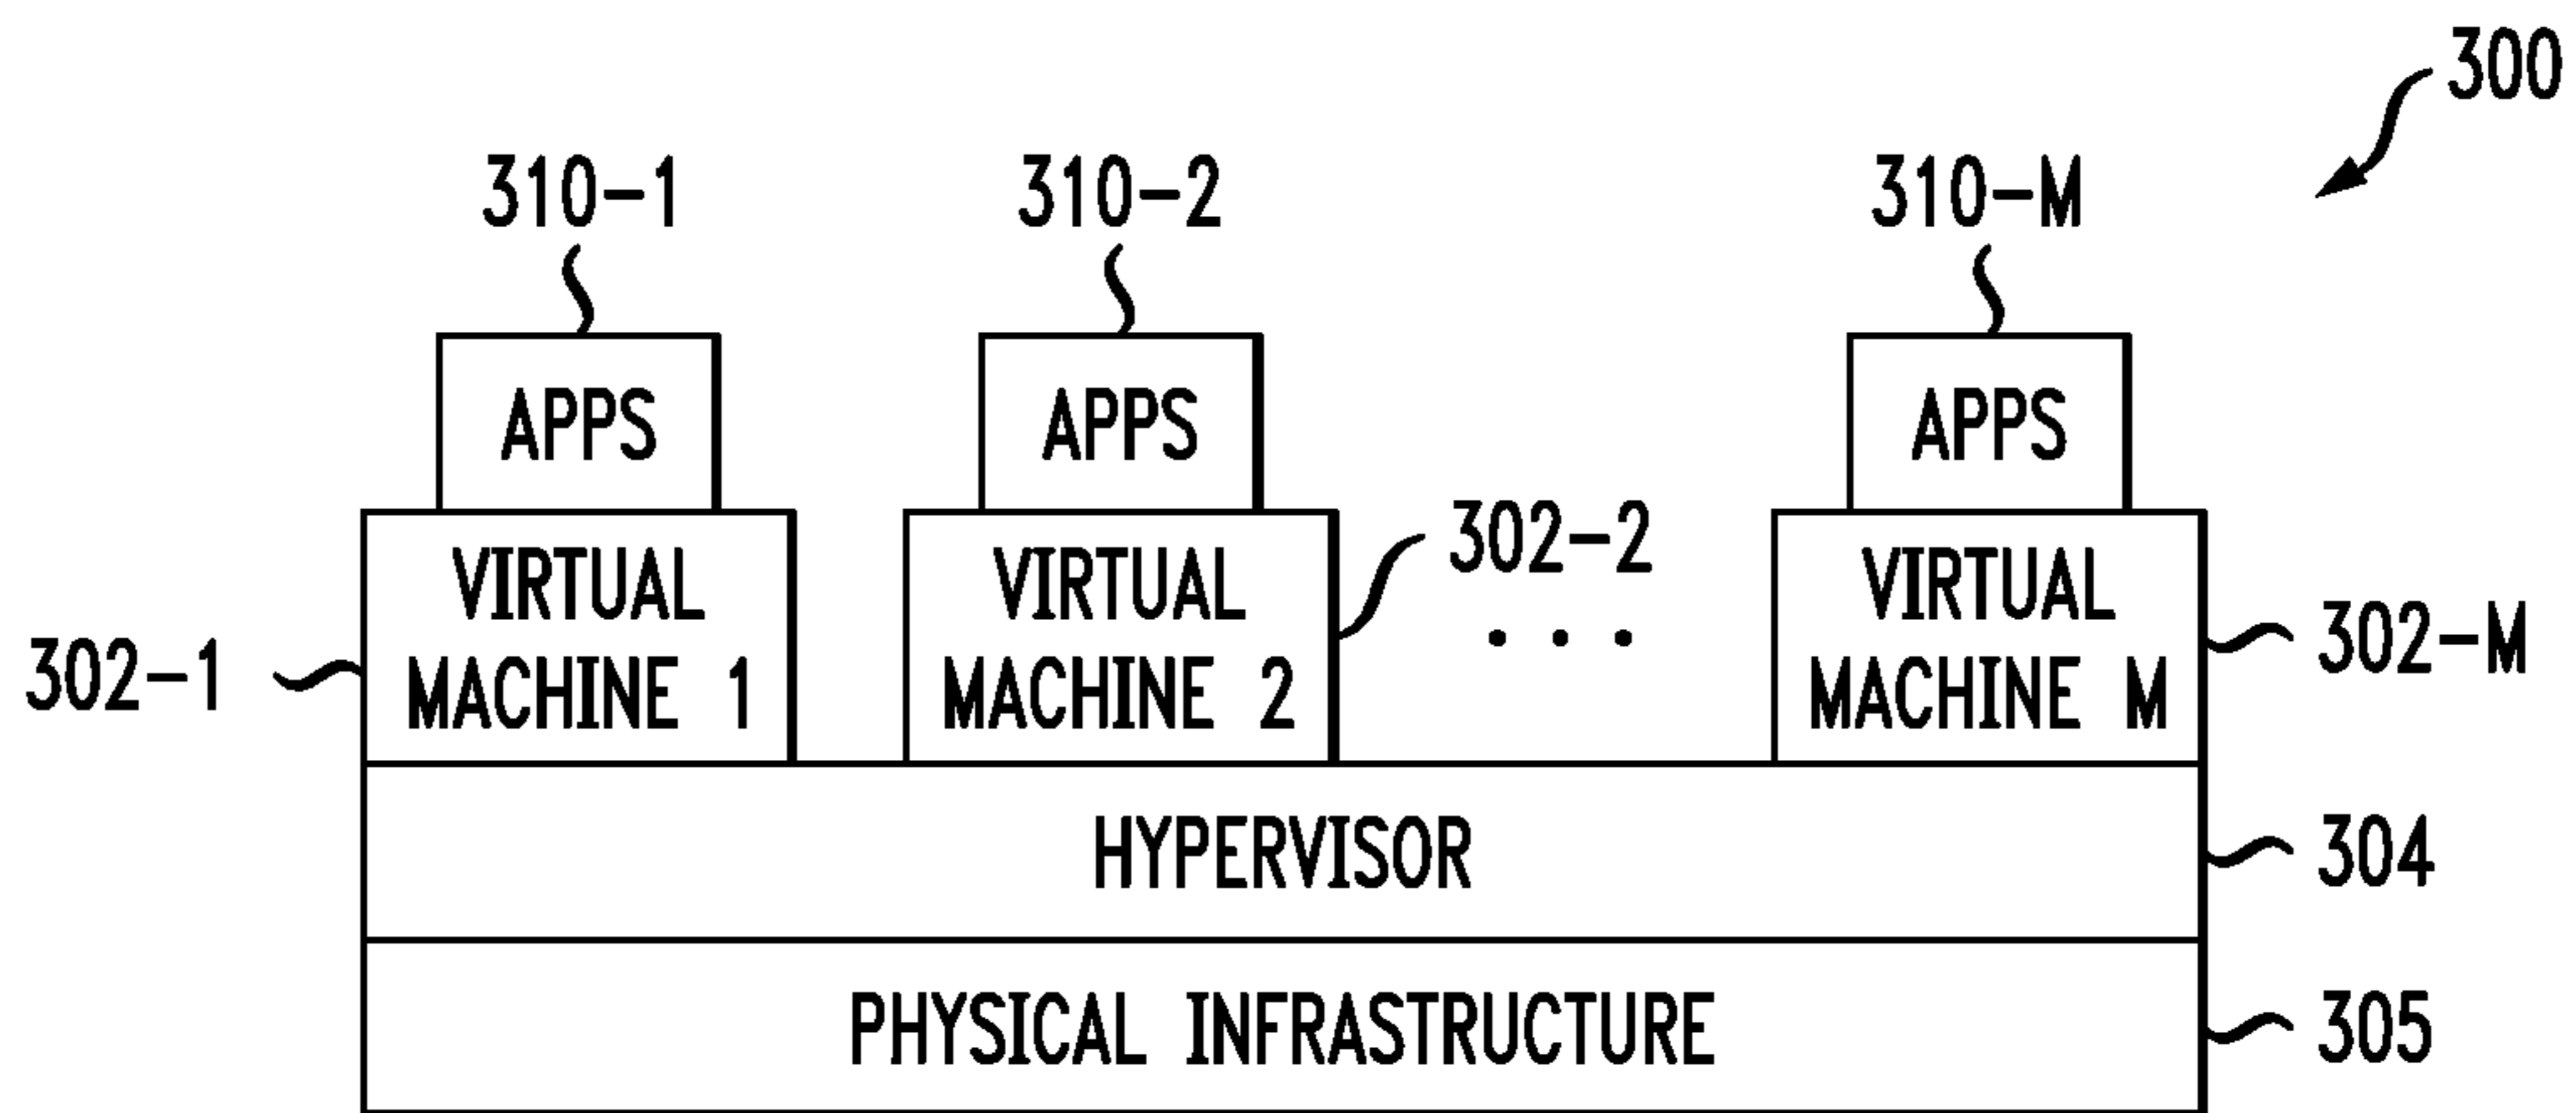 300
310-1 310-2 310-M
APPS APPS APPS
302-2
VIRTUAL VIRTUAL VIRTUAL
302-1 MACHINE 1 MACHINE 2 . . . MACHINE M 302-M
HYPERVISOR 304
PHYSICAL INFRASTRUCTURE 305